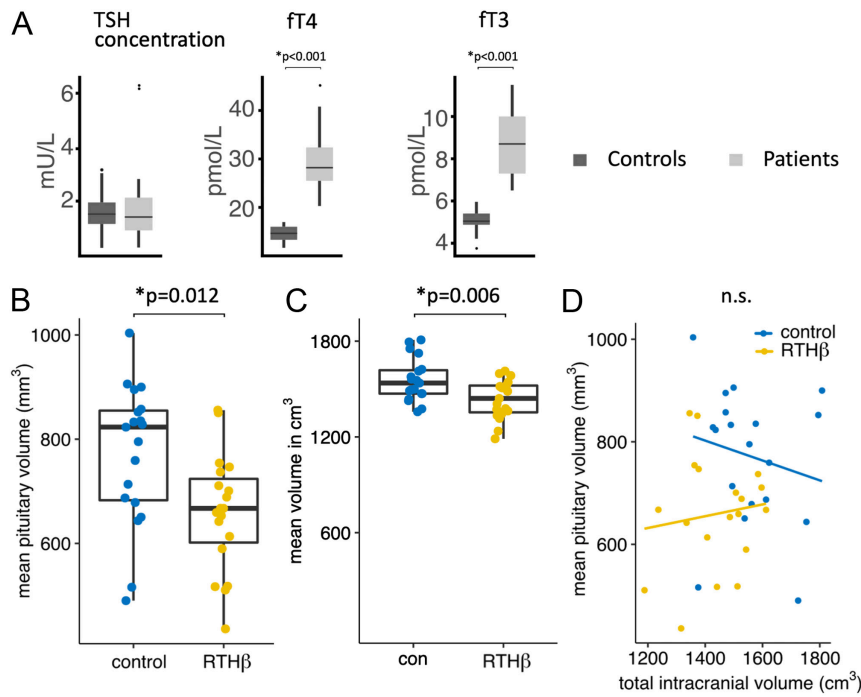 A
TSH
concentration
fT4
fT3
*p<0.001
*p<0.001
mU/L
6
4
2
pmol/L
40
30
20
pmol/L
10
8
6
4
Controls
Patients
B
*p=0.012
mean pituitary volume (mm³)
1000
800
600
control
RTHβ
C
*p=0.006
mean volume in cm³
1800
1200
600
con
RTHβ
D
n.s.
control
RTHβ
mean pituitary volume (mm³)
1000
800
600
1200 1400 1600 1800
total intracranial volume (cm³)